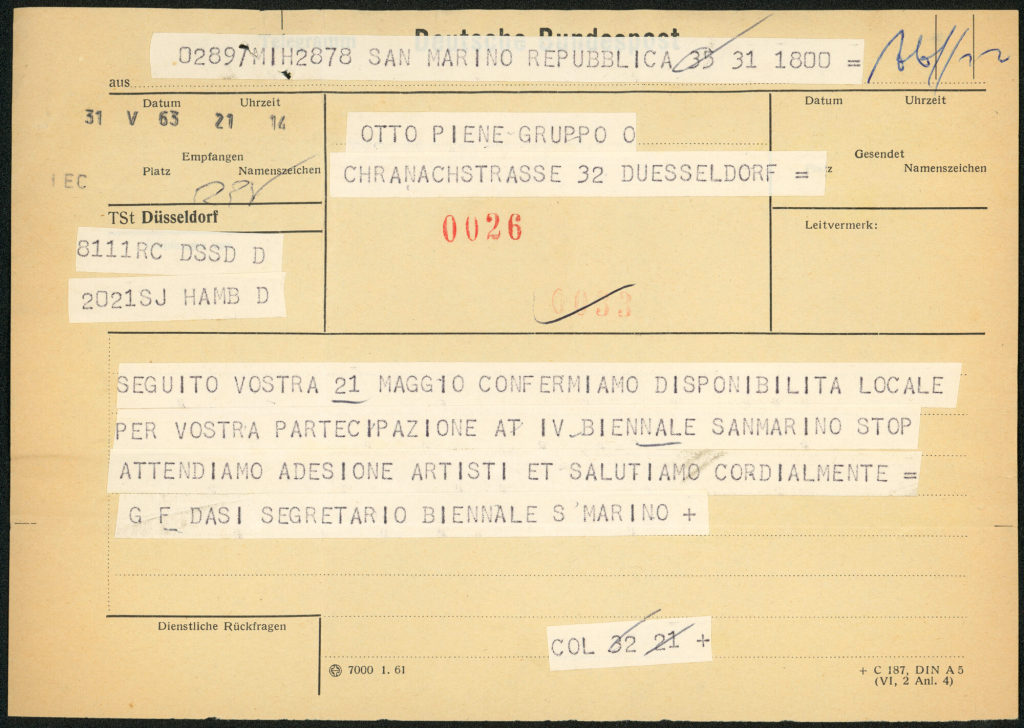 Telegramm Deutsche Bundespost
02897MIH2878 SAN MARINO REPUBBLICA 35 31 1800 =
aus
Datum Uhrzeit
31 V 63 21 14
Empfangen
Platz Namenszeichen
EC
TSt Düsseldorf
8111RC DSSD D
2021SJ HAMB D
OTTO PIENE GRUPPO O
CHRANACHSTRASSE 32 DUESSELDORF =
0026
0033
Datum Uhrzeit
Gesendet
z Namenszeichen
Leitvermerk:
SEGUITO VOSTRA 21 MAGG1O CONFERMIAMO DISPONIBILITA LOCALE
PER VOSTRA PARTECIPAZIONE AT IV BIENNALE SANMARINO STOP
ATTENDIAMO ADESIONE ARTISTI ET SALUTIAMO CORDIALMENTE =
G F DASI SEGRETARIO BIENNALE S MARINO +
Dienstliche Rückfragen
COL 32 21 +
7000 1. 61
+ C 187, DIN A 5
(VI, 2 Anl. 4)